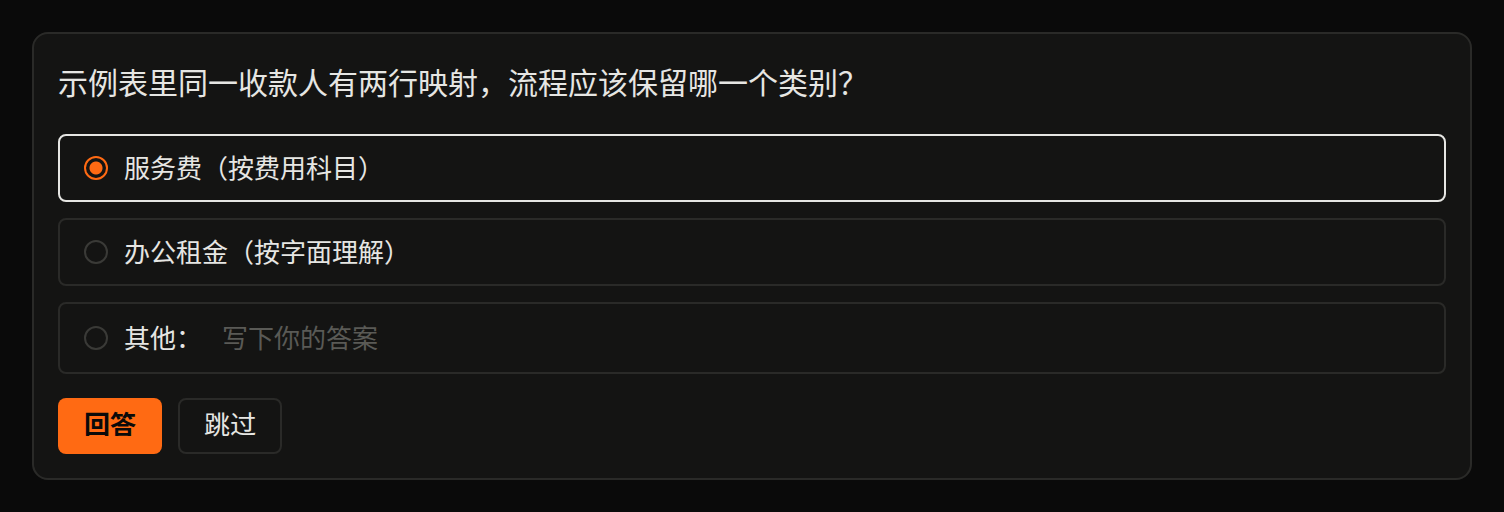 示例表里同一收款人有两行映射，流程应该保留哪一个类别？
服务费（按费用科目）
办公租金（按字面理解）
其他： 写下你的答案
回答 跳过